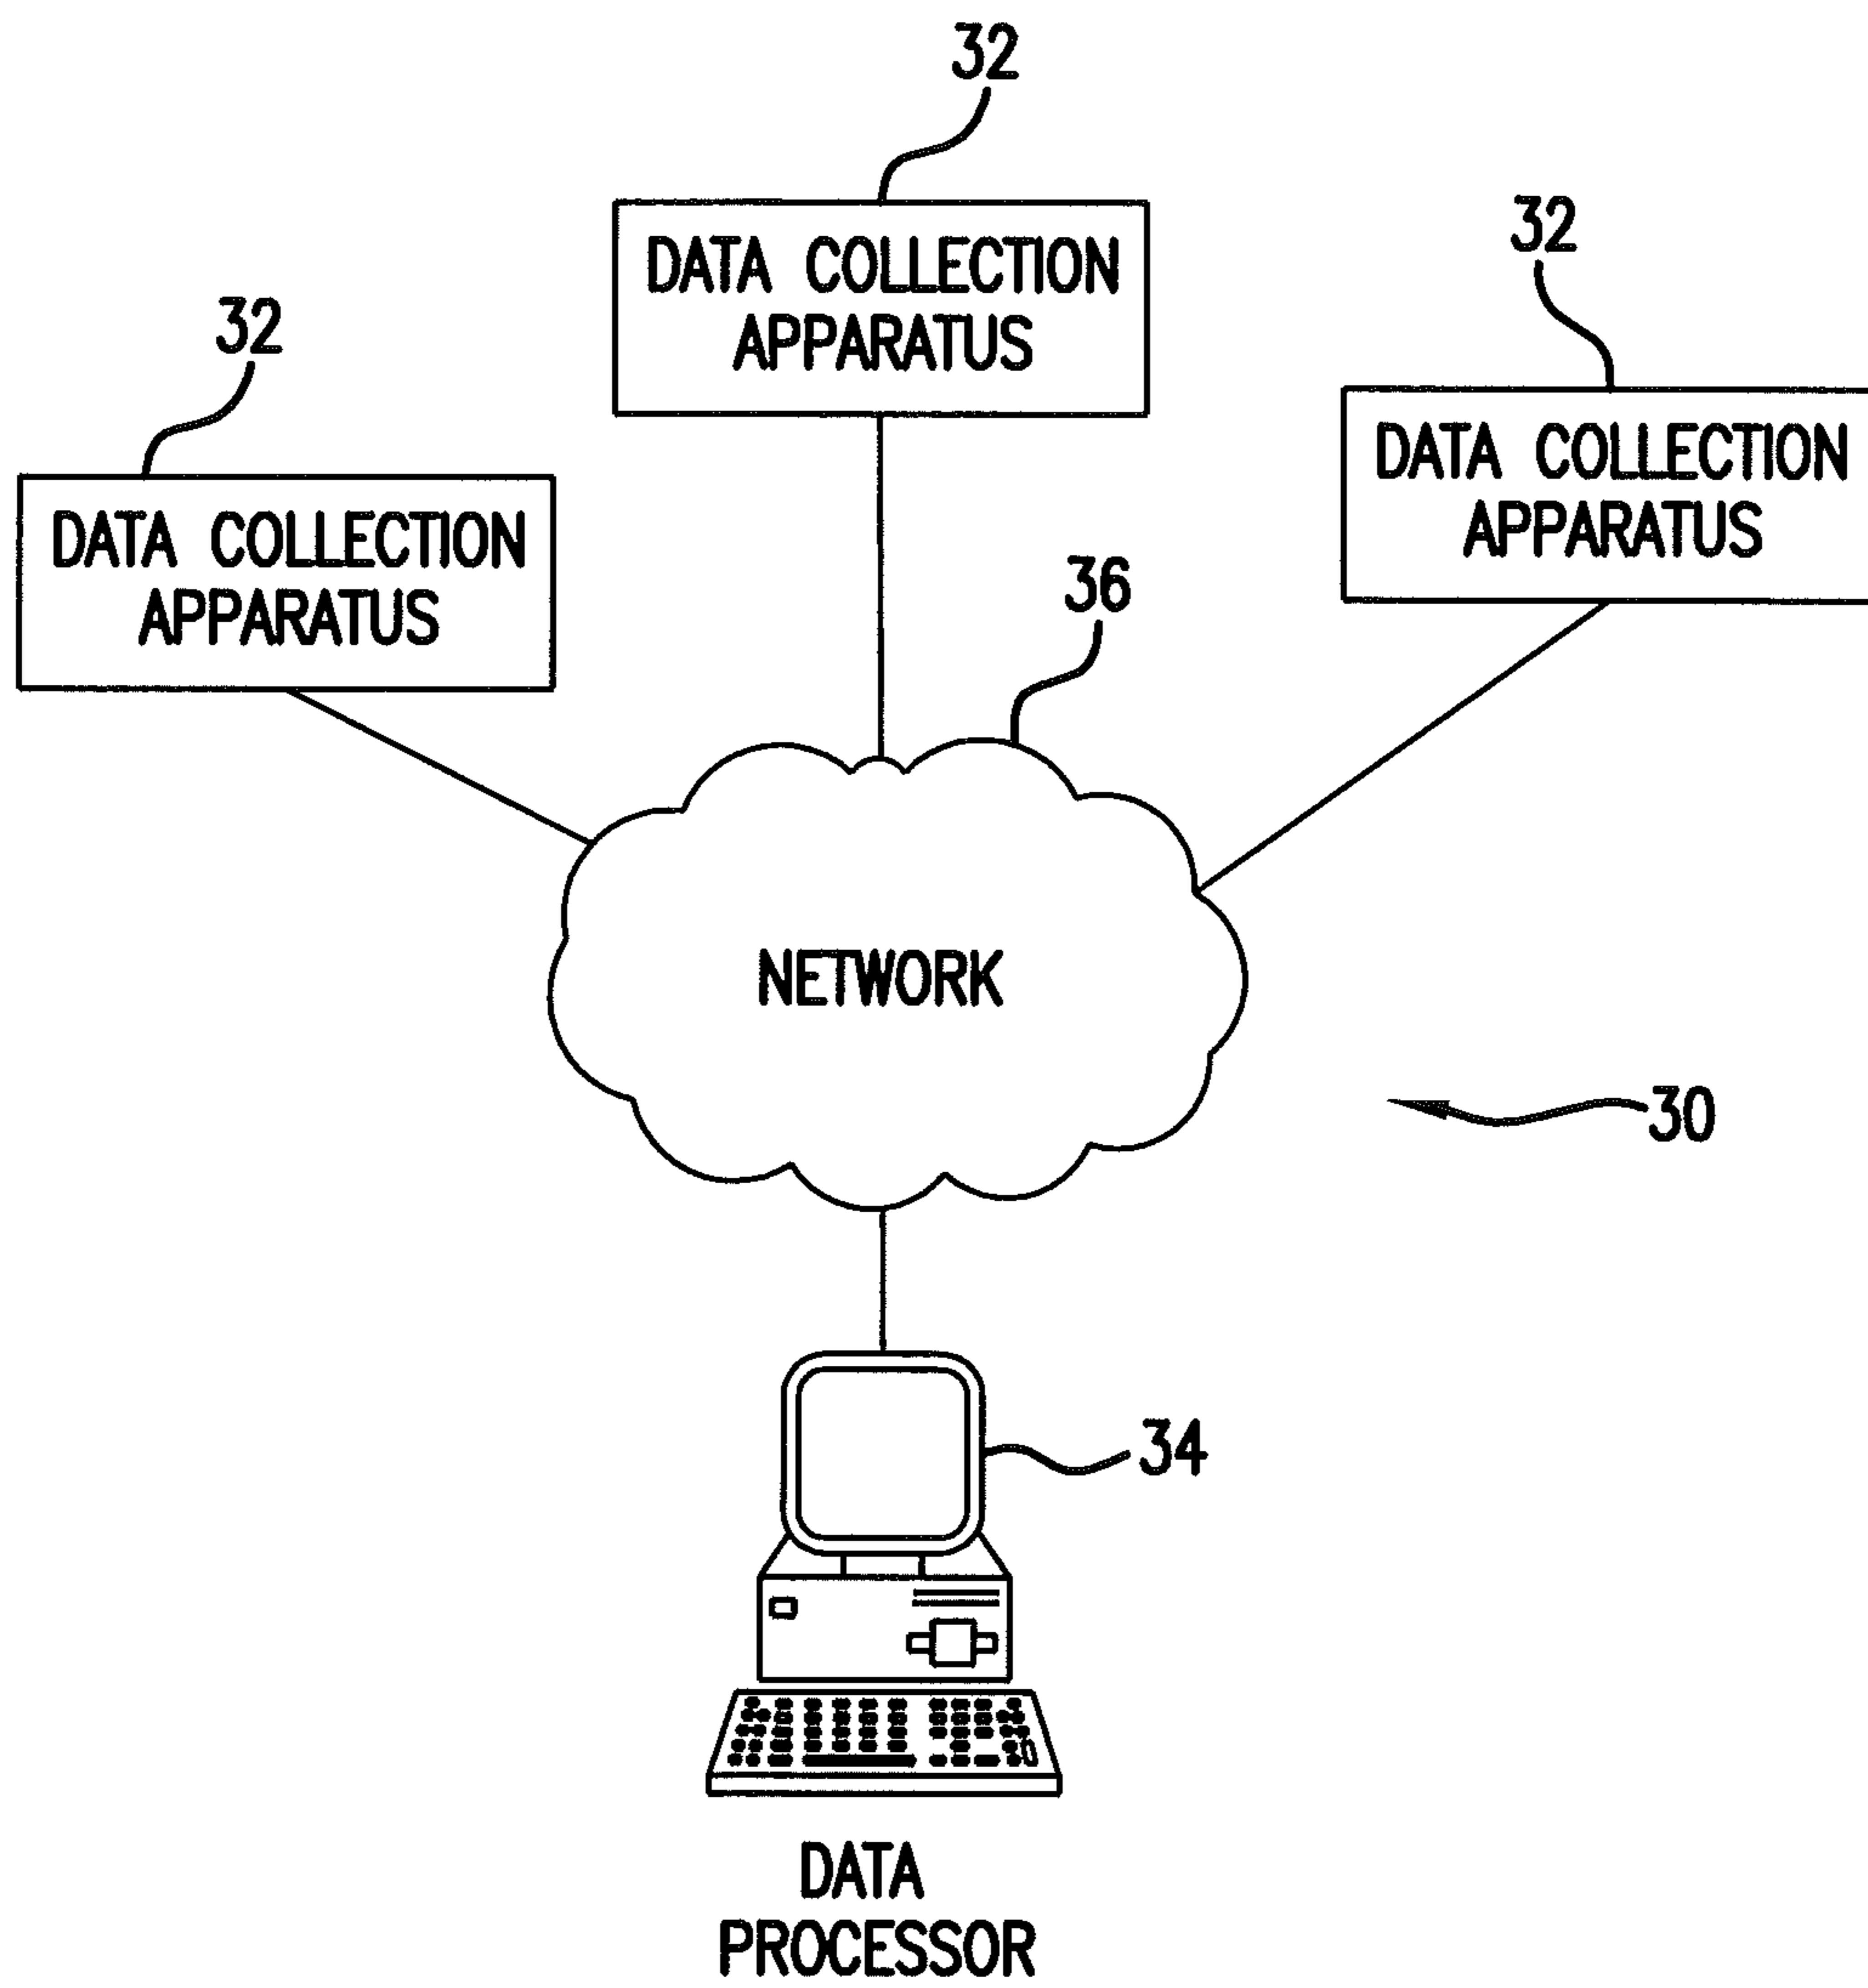 32
DATA COLLECTION
APPARATUS
32
DATA COLLECTION
APPARATUS
32
DATA COLLECTION
APPARATUS
36
NETWORK
30
34
DATA
PROCESSOR